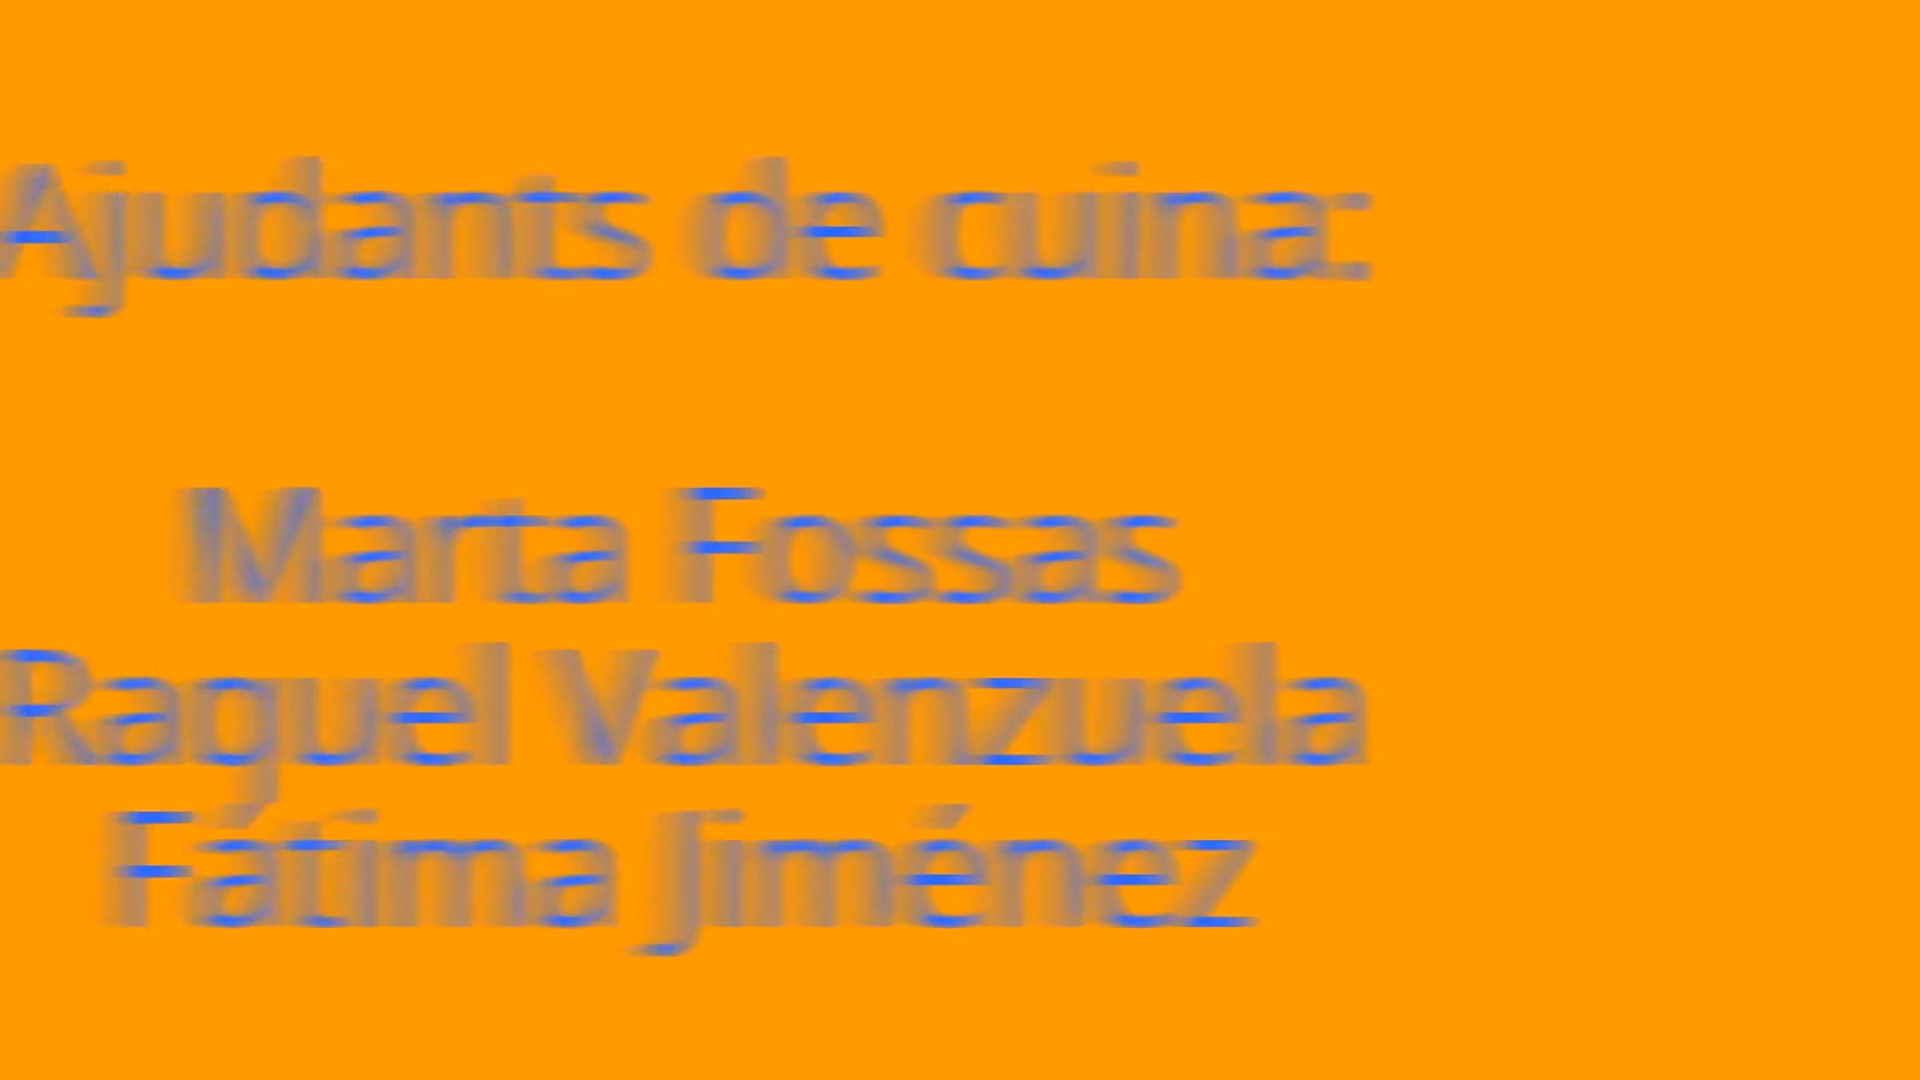 Ajudants de cuina:
Marta Fossas
Raquel Valenzuela
Fátima Jiménez